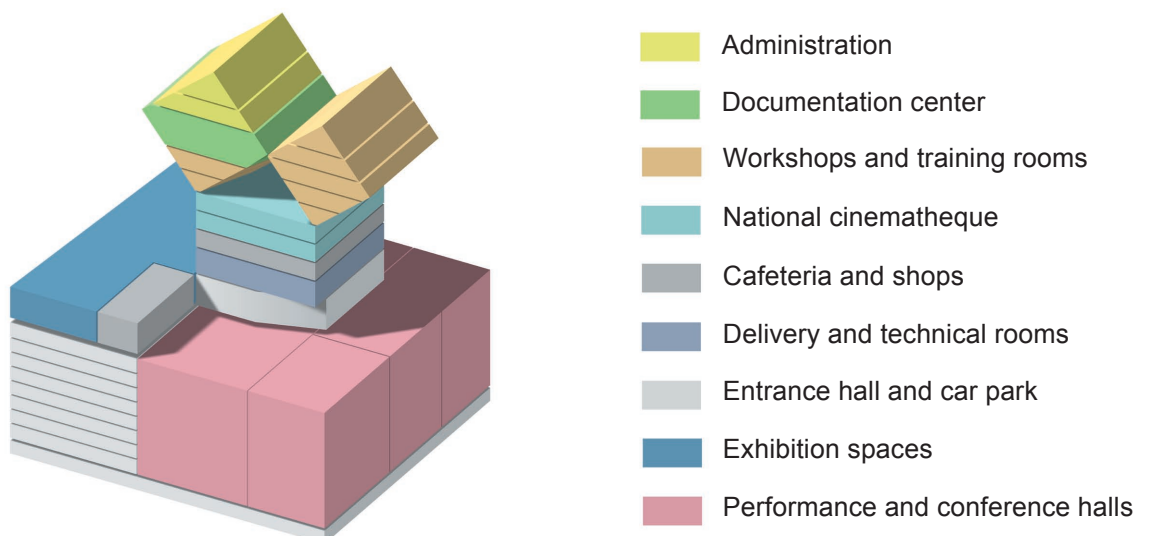 Administration
Documentation center
Workshops and training rooms
National cinematheque
Cafeteria and shops
Delivery and technical rooms
Entrance hall and car park
Exhibition spaces
Performance and conference halls